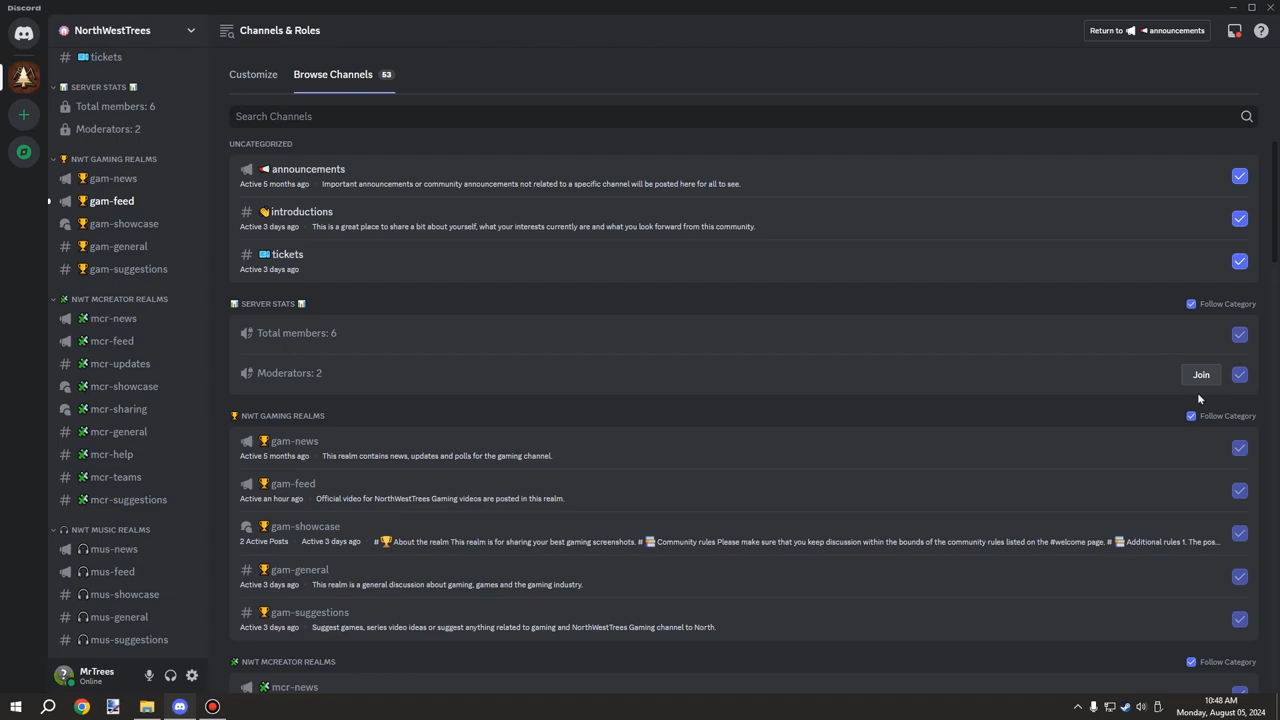 Discord
NorthWestTrees
Channels & Roles
Return to announcements
tickets
SERVER STATS
Total members: 6
Moderators: 2
NWT GAMING REALMS
gam-news
gam-feed
gam-showcase
gam-general
gam-suggestions
NWT MCREATOR REALMS
mcr-news
mcr-feed
mcr-updates
mcr-showcase
mcr-sharing
mcr-general
mcr-help
mcr-teams
mcr-suggestions
NWT MUSIC REALMS
mus-news
mus-feed
mus-showcase
mus-general
mus-suggestions
MrTrees
Online
Customize
Browse Channels 53
Search Channels
UNCATEGORIZED
announcements
Active 5 months ago · Important announcements or community announcements not related to a specific channel will be posted here for all to see.
introductions
Active 3 days ago · This is a great place to share a bit about yourself, what your interests currently are and what you look forward from this community.
tickets
Active 3 days ago
SERVER STATS
Follow Category
Total members: 6
Moderators: 2
Join
NWT GAMING REALMS
Follow Category
gam-news
Active 5 months ago · This realm contains news, updates and polls for the gaming channel.
gam-feed
Active an hour ago · Official video for NorthWestTrees Gaming videos are posted in this realm.
gam-showcase
2 Active Posts · Active 3 days ago · # 🏆About the realm This realm is for sharing your best gaming screenshots. # 📚Community rules Please make sure that you keep discussion within the bounds of the community rules listed on the #welcome page. # 📚 Additional rules 1. The pos...
gam-general
Active 3 days ago · This realm is a general discussion about gaming, games and the gaming industry.
gam-suggestions
Active 3 days ago · Suggest games, series video ideas or suggest anything related to gaming and NorthWestTrees Gaming channel to North.
NWT MCREATOR REALMS
Follow Category
mcr-news
10:48 AM
Monday, August 05, 2024